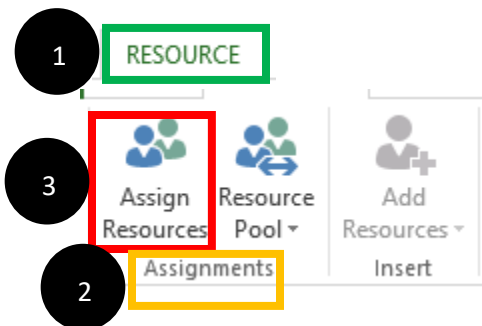 1
RESOURCE
3
Assign
Resources
Resource
Pool
Add
Resources
2
Assignments
Insert